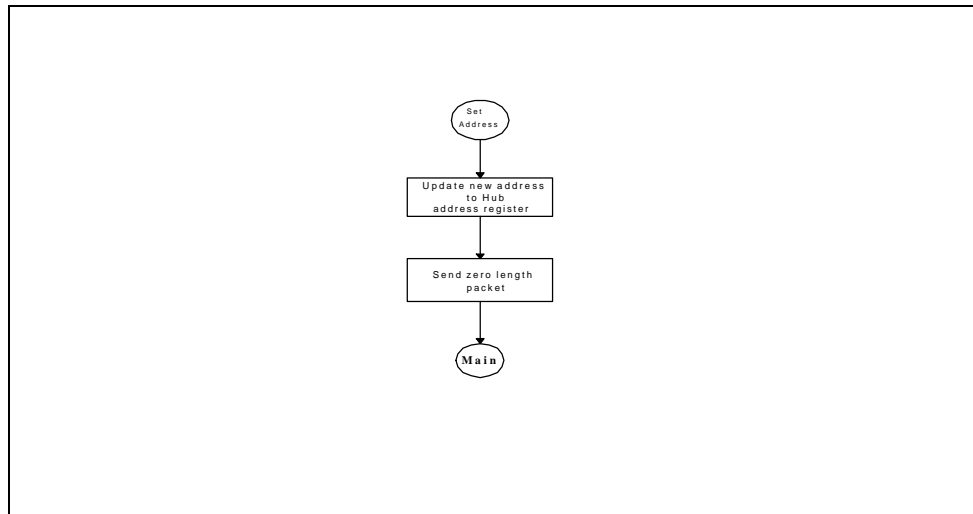 Set
Address
Update new address
to Hub
address register
Send zero length
packet
Main